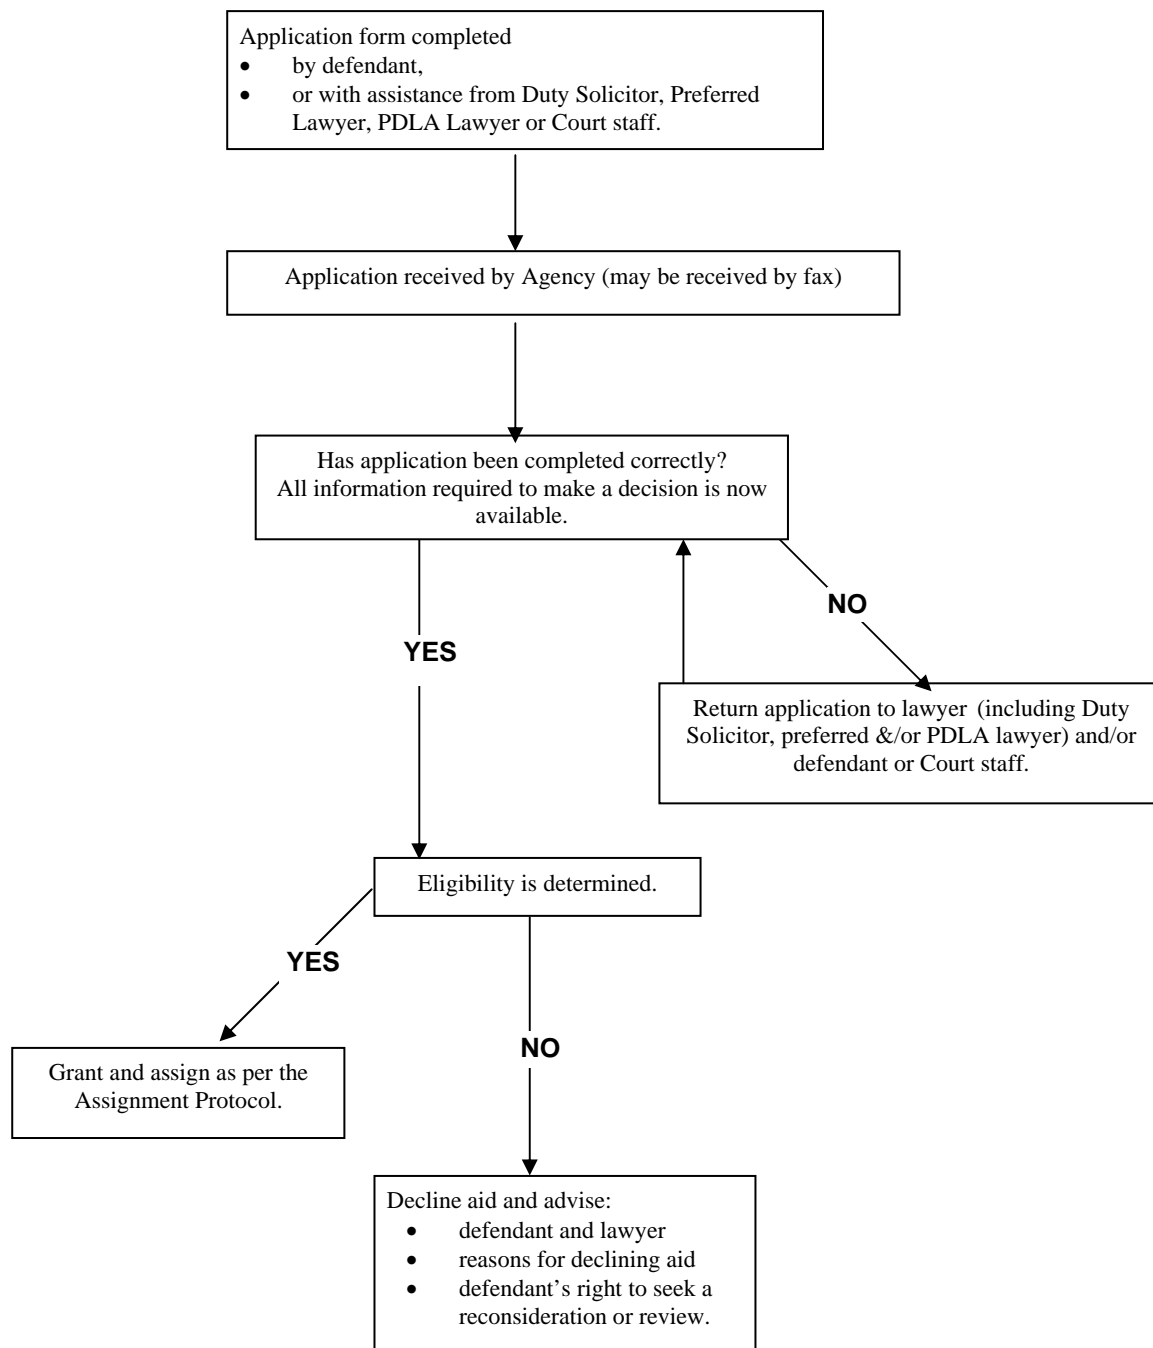 Application form completed
• by defendant,
• or with assistance from Duty Solicitor, Preferred
Lawyer, PDLA Lawyer or Court staff.
Application received by Agency (may be received by fax)
Has application been completed correctly?
All information required to make a decision is now
available.
NO
YES
Return application to lawyer (including Duty
Solicitor, preferred &/or PDLA lawyer) and/or
defendant or Court staff.
Eligibility is determined.
YES
NO
Grant and assign as per the
Assignment Protocol.
Decline aid and advise:
• defendant and lawyer
• reasons for declining aid
• defendant’s right to seek a
reconsideration or review.